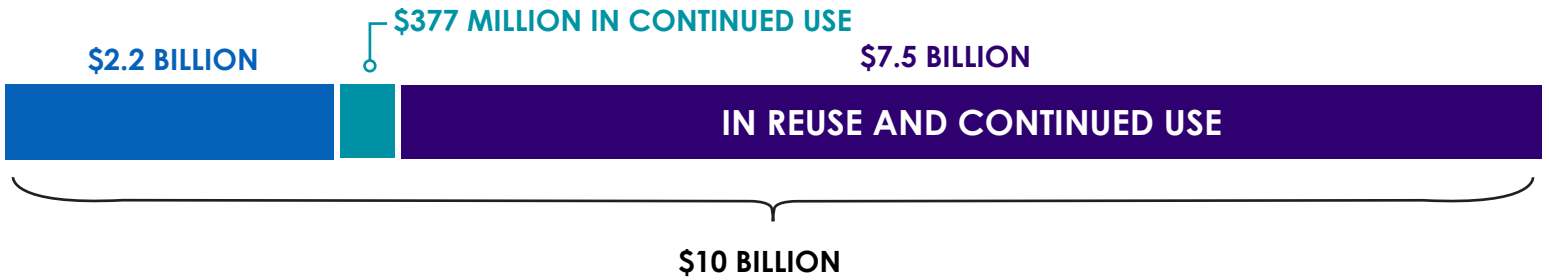 $377 MILLION IN CONTINUED USE
$2.2 BILLION
$7.5 BILLION
IN REUSE AND CONTINUED USE
$10 BILLION